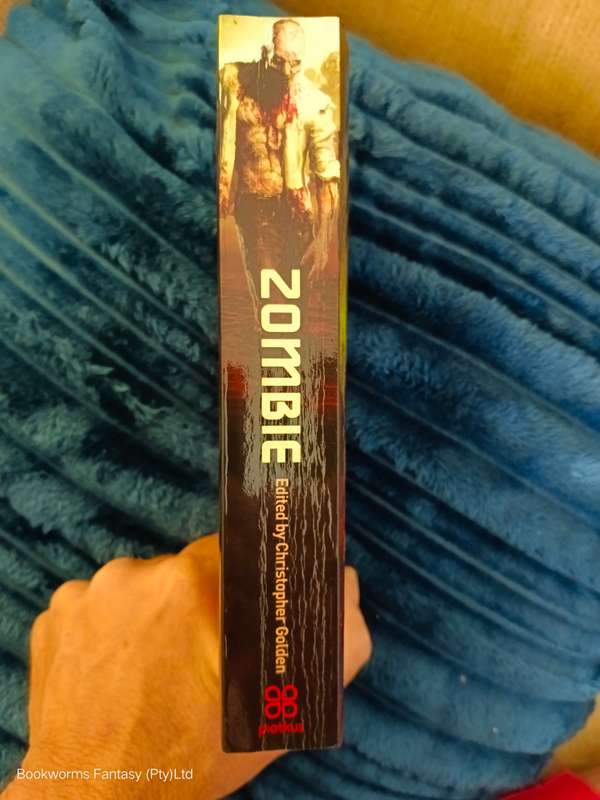 ZOMBIE
Edited by Christopher Golden
piatkus
Bookworms Fantasy (Pty)Ltd